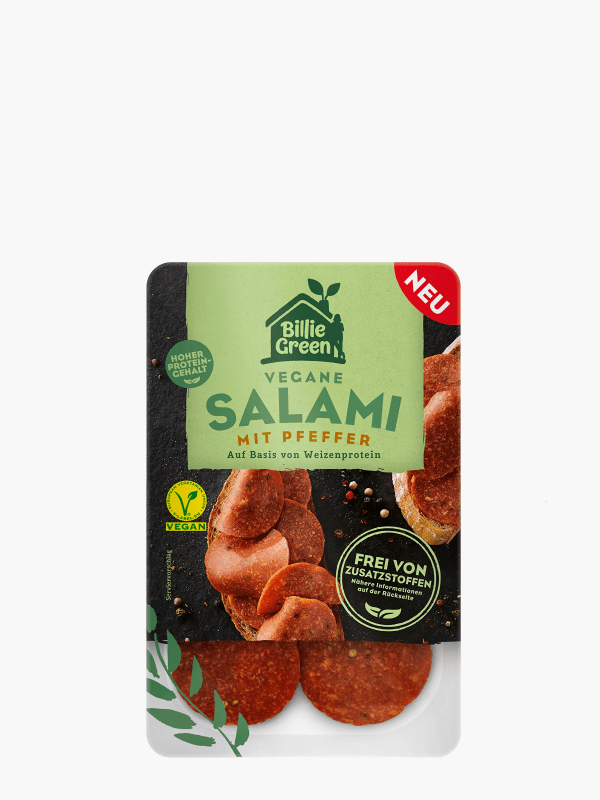 NEU
Billie
Green
HOHER
PROTEIN-
GEHALT
VEGANE
SALAMI
MIT PFEFFER
Auf Basis von Weizenprotein
VEGAN
Serviervorschlag
FREI VON
ZUSATZSTOFFEN
Nähere Informationen
auf der Rückseite